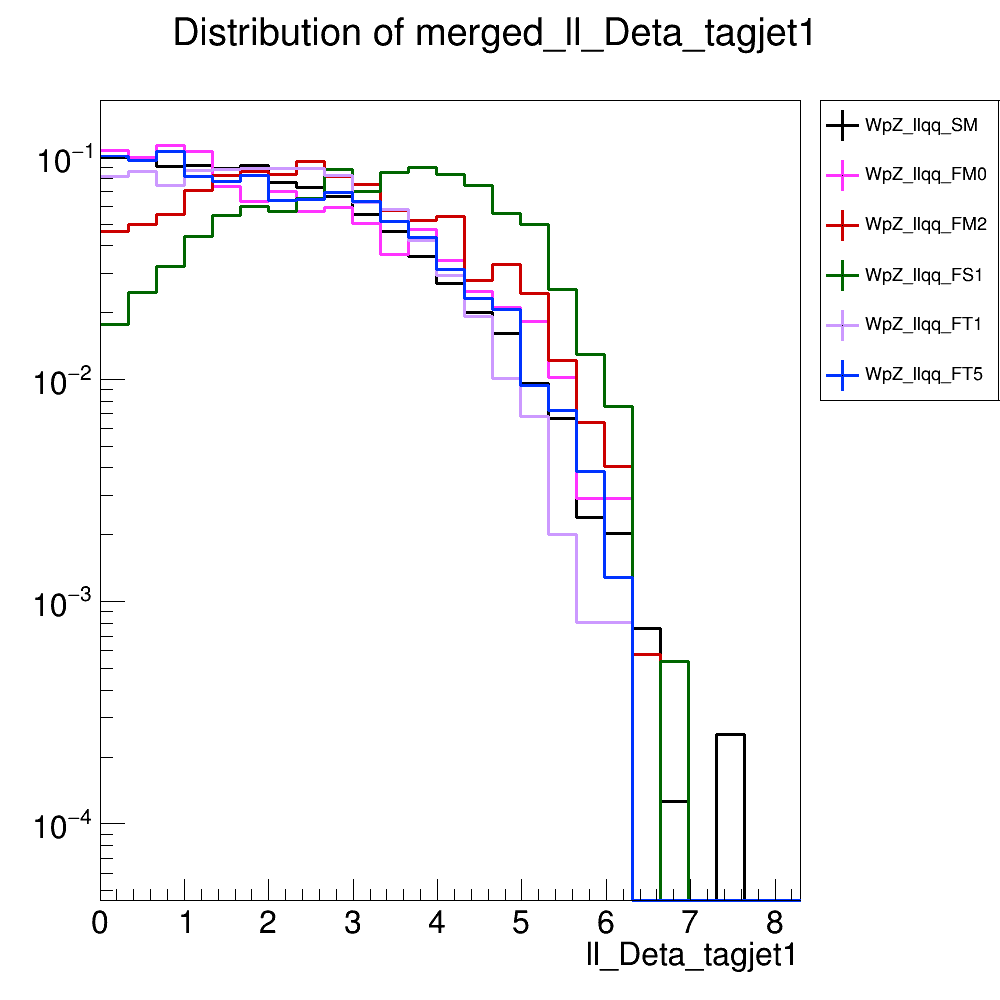 Distribution of merged_ll_Deta_tagjet1
WpZ_llqq_SM
WpZ_llqq_FM0
WpZ_llqq_FM2
WpZ_llqq_FS1
WpZ_llqq_FT1
WpZ_llqq_FT5
10⁻¹
10⁻²
10⁻³
10⁻⁴
0 1 2 3 4 5 6 7 8
ll_Deta_tagjet1